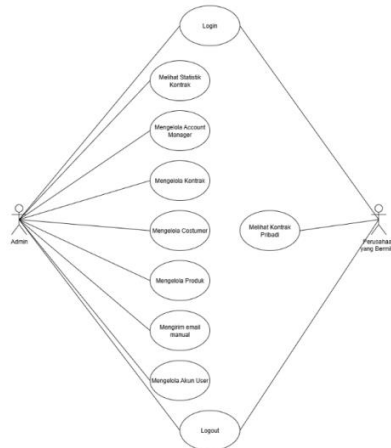 Login
Melihat Statistik
Kontrak
Mengelola Account
Manager
Mengelola Kontrak
Mengelola Costumer
Melihat Kontrak
Pribadi
Admin
Mengelola Produk
Mengirim email
manual
Mengelola Akun User
Logout
yang